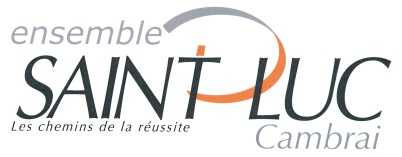 ensemble
SAINT LUC
Les chemins de la réussite
Cambrai